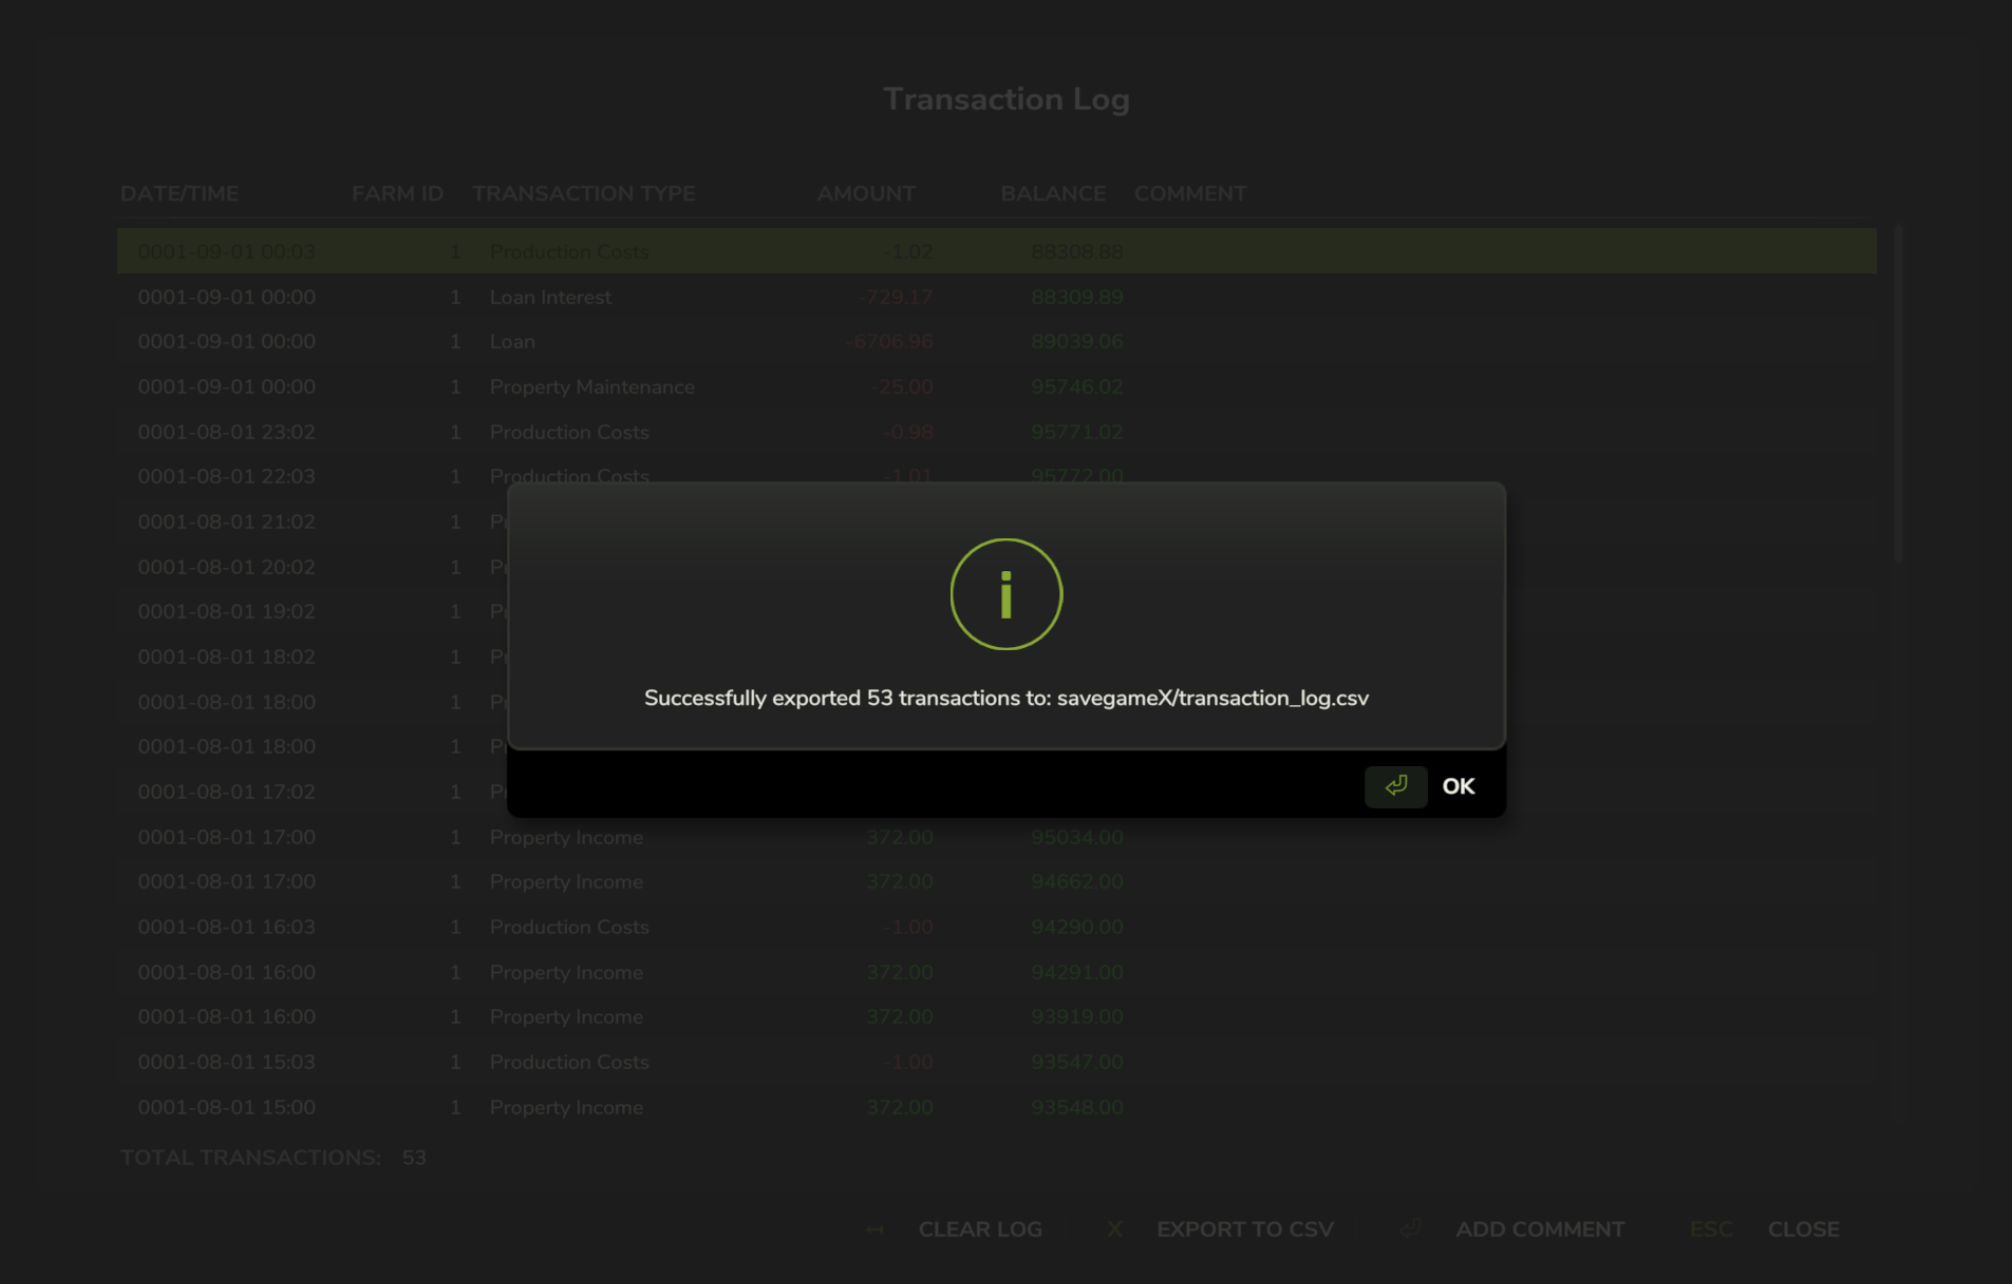 Transaction Log
DATE/TIME FARM ID TRANSACTION TYPE AMOUNT BALANCE COMMENT
0001-09-01 00:03 1 Production Costs -1.02 88308.88
0001-09-01 00:00 1 Loan Interest -729.17 88309.89
0001-09-01 00:00 1 Loan -6706.96 89039.06
0001-09-01 00:00 1 Property Maintenance -25.00 95746.02
0001-08-01 23:02 1 Production Costs -0.98 95771.02
0001-08-01 22:03 1 Production Costs -1.01 95772.00
0001-08-01 21:02 1
0001-08-01 20:02 1
0001-08-01 19:02 1
0001-08-01 18:02 1
0001-08-01 18:00 1
0001-08-01 18:00 1
0001-08-01 17:02 1
Successfully exported 53 transactions to: savegameX/transaction_log.csv
OK
0001-08-01 17:00 1 Property Income 372.00 95034.00
0001-08-01 17:00 1 Property Income 372.00 94662.00
0001-08-01 16:03 1 Production Costs -1.00 94290.00
0001-08-01 16:00 1 Property Income 372.00 94291.00
0001-08-01 16:00 1 Property Income 372.00 93919.00
0001-08-01 15:03 1 Production Costs -1.00 93547.00
0001-08-01 15:00 1 Property Income 372.00 93548.00
TOTAL TRANSACTIONS: 53
CLEAR LOG X EXPORT TO CSV ADD COMMENT ESC CLOSE